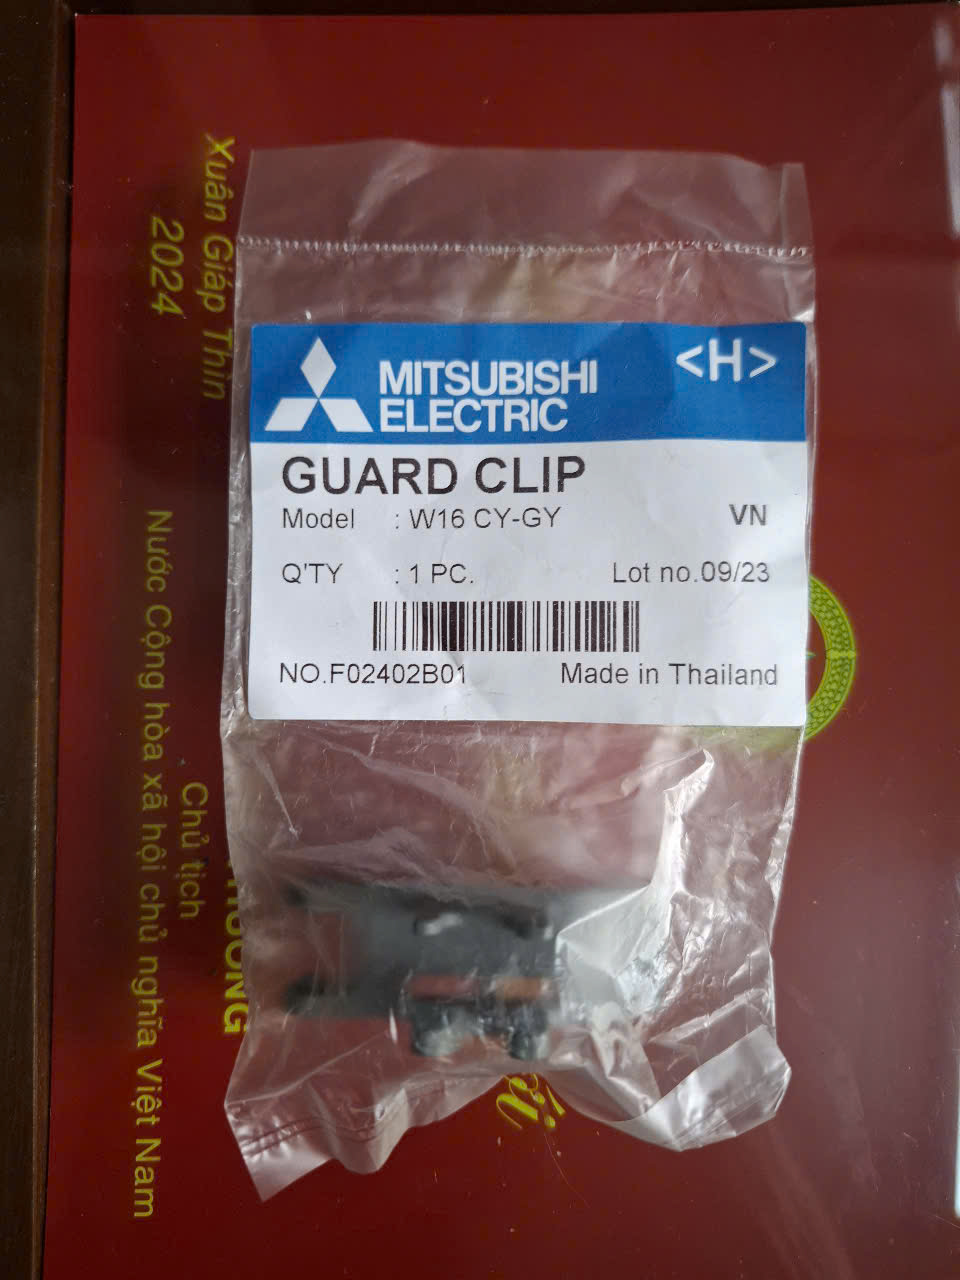 MITSUBISHI
ELECTRIC
<H>
GUARD CLIP
Model : W16 CY-GY
VN
Q'TY : 1 PC.
Lot no.09/23
NO.F02402B01
Made in Thailand
Xuân Giáp Thìn
2024
Chủ tịch
Nước Cộng hòa xã hội chủ nghĩa Việt Nam